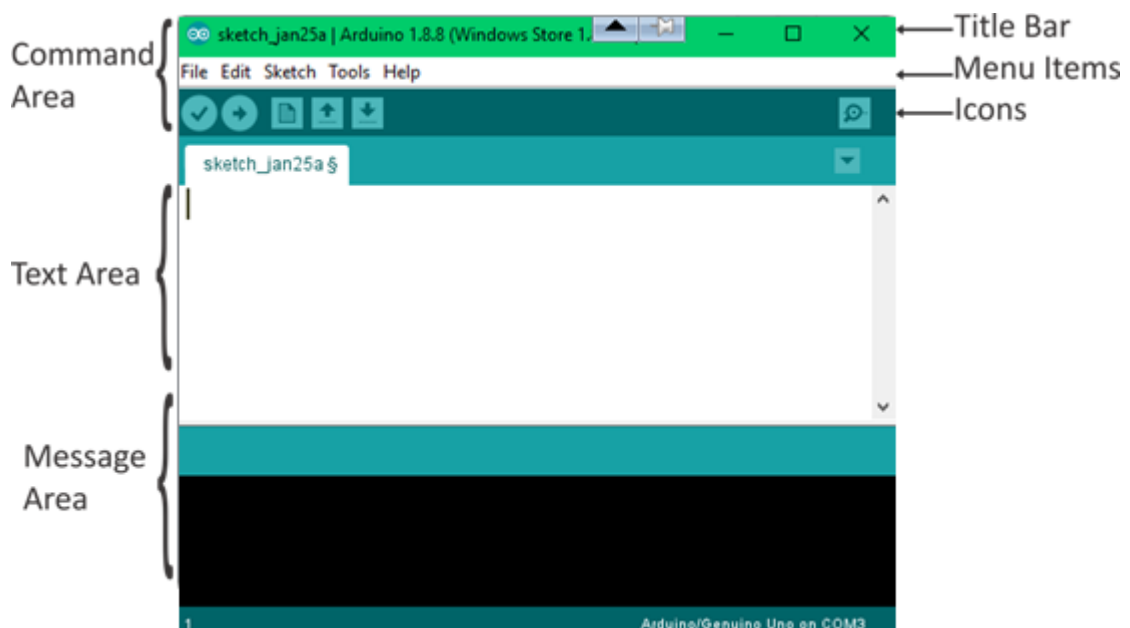 Command
Area
sketch_jan25a | Arduino 1.8.8 (Windows Store 1.
Title Bar
File Edit Sketch Tools Help
Menu Items
Icons
sketch_jan25a §
Text Area
Message
Area
1
Arduino/Genuino Uno on COM3